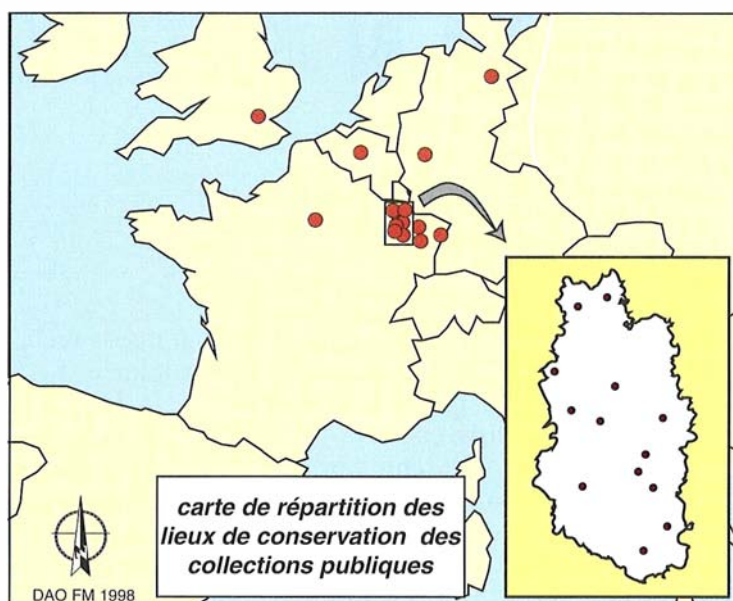 carte de répartition des
lieux de conservation des
collections publiques
DAO FM 1998